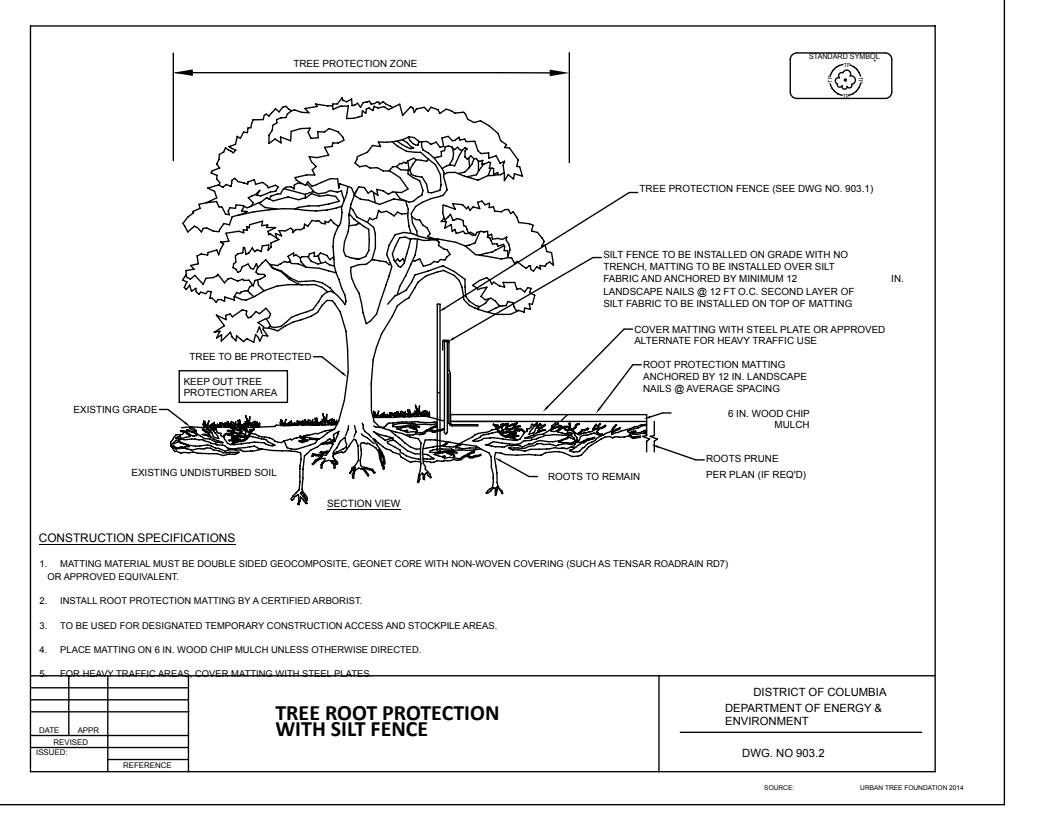 TREE PROTECTION ZONE
STANDARD SYMBOL
TREE PROTECTION FENCE (SEE DWG NO. 903.1)
SILT FENCE TO BE INSTALLED ON GRADE WITH NO
TRENCH, MATTING TO BE INSTALLED OVER SILT
FABRIC AND ANCHORED BY MINIMUM 12 IN.
LANDSCAPE NAILS @ 12 FT O.C. SECOND LAYER OF
SILT FABRIC TO BE INSTALLED ON TOP OF MATTING
COVER MATTING WITH STEEL PLATE OR APPROVED
ALTERNATE FOR HEAVY TRAFFIC USE
TREE TO BE PROTECTED
ROOT PROTECTION MATTING
ANCHORED BY 12 IN. LANDSCAPE
NAILS @ AVERAGE SPACING
KEEP OUT TREE
PROTECTION AREA
EXISTING GRADE
6 IN. WOOD CHIP
MULCH
ROOTS PRUNE
PER PLAN (IF REQ'D)
EXISTING UNDISTURBED SOIL
ROOTS TO REMAIN
SECTION VIEW
CONSTRUCTION SPECIFICATIONS
1. MATTING MATERIAL MUST BE DOUBLE SIDED GEOCOMPOSITE, GEONET CORE WITH NON-WOVEN COVERING (SUCH AS TENSAR ROADRAIN RD7)
OR APPROVED EQUIVALENT.
2. INSTALL ROOT PROTECTION MATTING BY A CERTIFIED ARBORIST.
3. TO BE USED FOR DESIGNATED TEMPORARY CONSTRUCTION ACCESS AND STOCKPILE AREAS.
4. PLACE MATTING ON 6 IN. WOOD CHIP MULCH UNLESS OTHERWISE DIRECTED.
5. FOR HEAVY TRAFFIC AREAS, COVER MATTING WITH STEEL PLATES.
DATE APPR
REVISED
ISSUED:
REFERENCE
TREE ROOT PROTECTION
WITH SILT FENCE
DISTRICT OF COLUMBIA
DEPARTMENT OF ENERGY &
ENVIRONMENT
DWG. NO 903.2
SOURCE: URBAN TREE FOUNDATION 2014